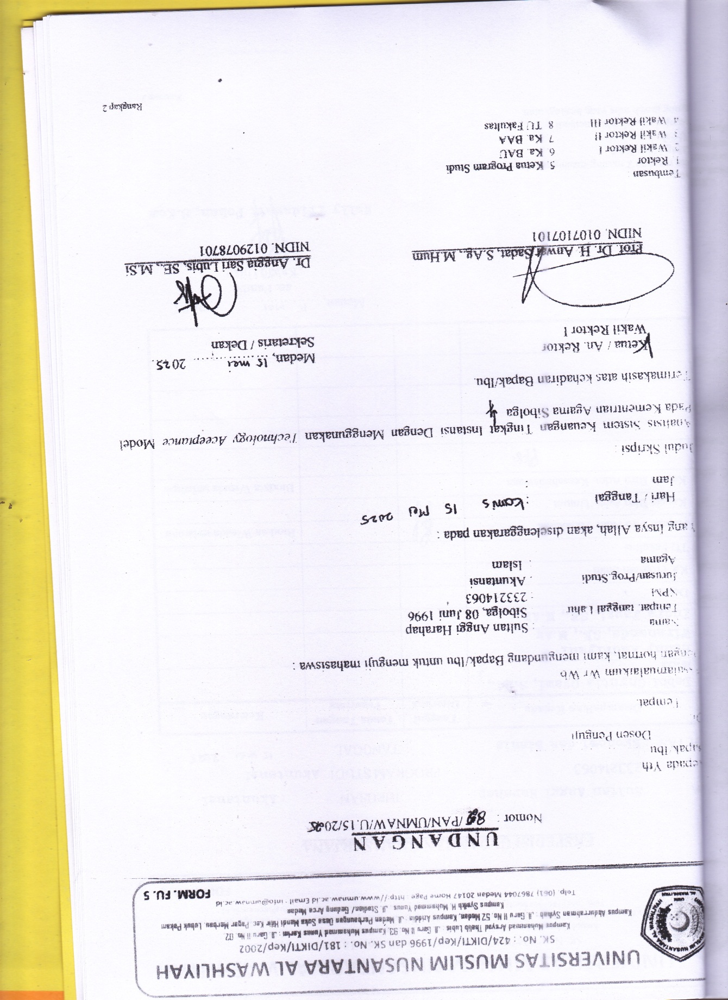 UNIVERSITAS MUSLIM NUSANTARA AL WASHLIYAH
SK. No. : 424/DIKTI/Kep/1996 dan SK. No. : 181/DIKTI/Kep/2002
Kampus Muhammad Arsyad Thalib Lubis : Jl. Garu II No. 93, Kampus Muhammad Yunus Karim : Jl. Garu II No. 02,
Kampus Abdurrahman Syihab : Jl. Garu II No. 52 Medan, Kampus Aziddin : Jl. Medan Perbaungan Desa Suka Mandi Hilir Kec. Pagar Merbau, Lubuk Pakam
Kampus Syeikh H. Muhammad Yunus : Jl. Stadion/ Gedung Arca Medan
Telp. (061) 7867044 Medan 20147 Home Page : http://www.umnaw.ac.id Email : info@umnaw.ac.id
FORM. FU. 5
UNDANGAN
Nomor : 89/PAN/UMNAW/U.15/2025
epada Yth
apak/Ibu
Dosen Penguji
Di
Tempat.
ssalamualaikum Wr Wb
engan hormat, kami mengundang Bapak/Ibu untuk menguji mahasiswa :
Nama : Sultan Anggi Harahap
Tempat, tanggal Lahir : Sibolga, 08 Juni 1996
NPM : 233214063
Jurusan/Prog.Studi : Akuntansi
Agama : Islam
Yang insya Allah, akan diselenggarakan pada :
Hari / Tanggal : Kamis 15 Mei 2025
Jam :
Judul Skripsi :
Analisis Sistem Keuangan Tingkat Instansi Dengan Menggunakan Technology Acceptance Model
Pada Kementrian Agama Sibolga
Terimakasih atas kehadiran Bapak/Ibu.
Medan, 15 mei 2025.
Ketua / An. Rektor
Wakil Rektor I
Sekretaris / Dekan
Prof. Dr. H. Anwar Sadat, S.Ag., M.Hum
NIDN. 0107107101
Dr. Anggia Sari Lubis, SE., M.Si
NIDN. 0129078701
Tembusan :
1. Rektor
2. Wakil Rektor I
3. Wakil Rektor II
4. Wakil Rektor III
5. Ketua Program Studi
6. Ka. BAU
7. Ka. BAA
8. TU Fakultas
Rangkap 2